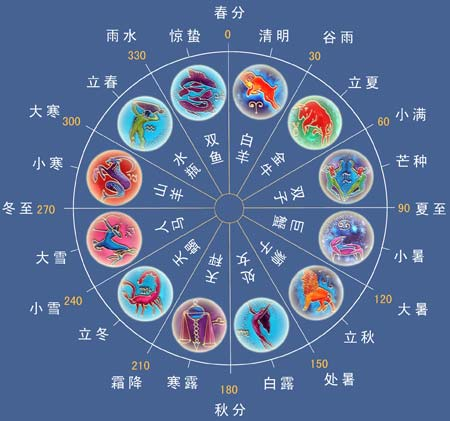 春分
0
清明
谷雨
30
立夏
小满
60
芒种
90
夏至
小暑
120
大暑
立秋
150
处暑
白露
180
秋分
寒露
霜降
210
立冬
小雪
240
大雪
冬至
270
小寒
大寒
300
立春
330
雨水
惊蛰
白羊
金牛
双子
巨蟹
狮子
处女
天秤
天蝎
人马
山羊
水瓶
双鱼